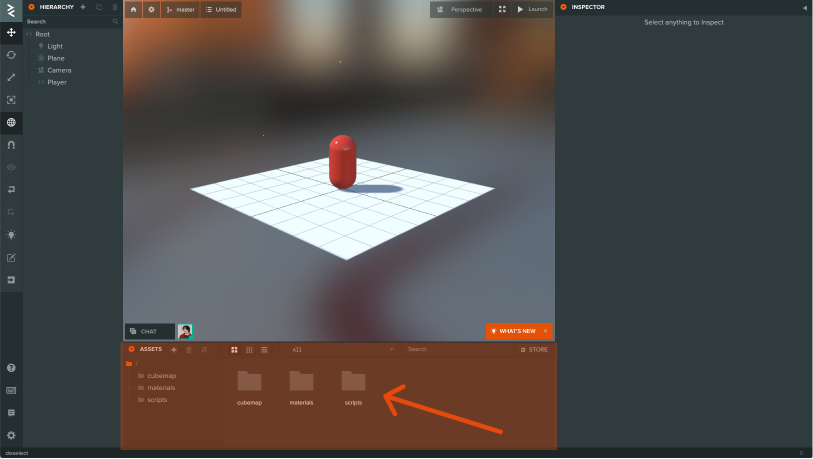 HIERARCHY
Search
Root
Light
Plane
Camera
Player
master
Untitled
Perspective
Launch
INSPECTOR
Select anything to Inspect
CHAT
WHAT'S NEW
ASSETS
All
Search
STORE
/
cubemap
materials
scripts
cubemap
materials
scripts
deselect
0